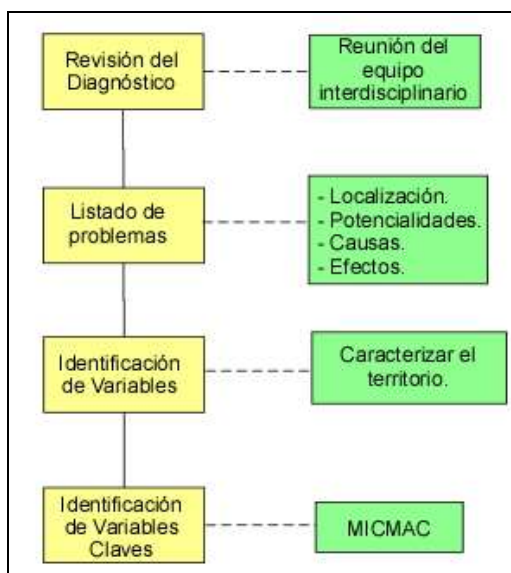 Revisión del
Diagnóstico
Reunión del
equipo
interdisciplinario
Listado de
problemas
- Localización.
- Potencialidades.
- Causas.
- Efectos.
Identificación
de Variables
Caracterizar el
territorio.
Identificación
de Variables
Claves
MICMAC